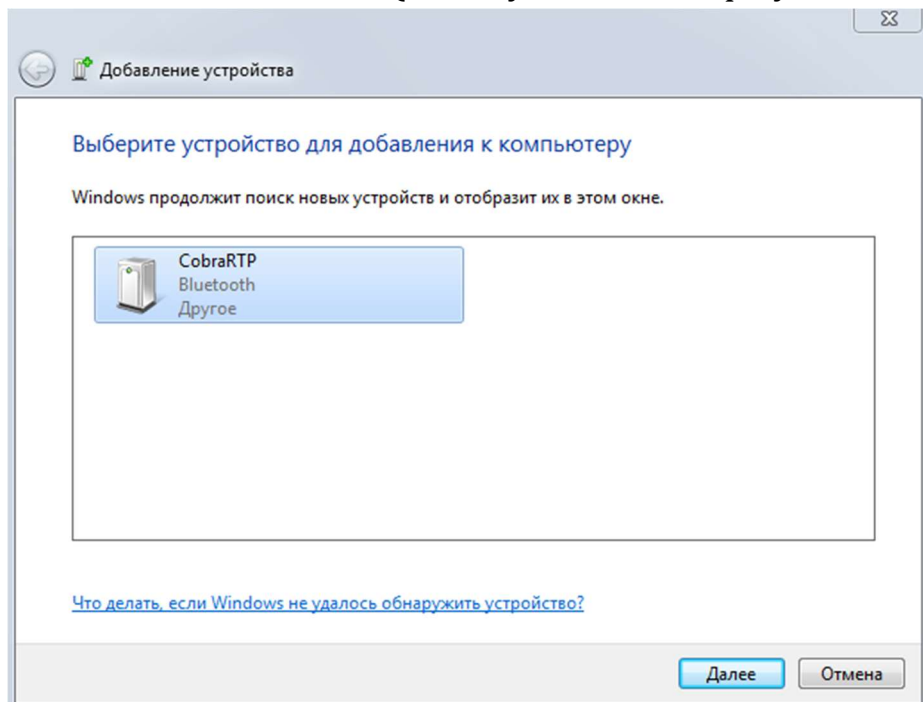 Добавление устройства
Выберите устройство для добавления к компьютеру
Windows продолжит поиск новых устройств и отобразит их в этом окне.
CobraRTP
Bluetooth
Другое
Что делать, если Windows не удалось обнаружить устройство?
Далее Отмена